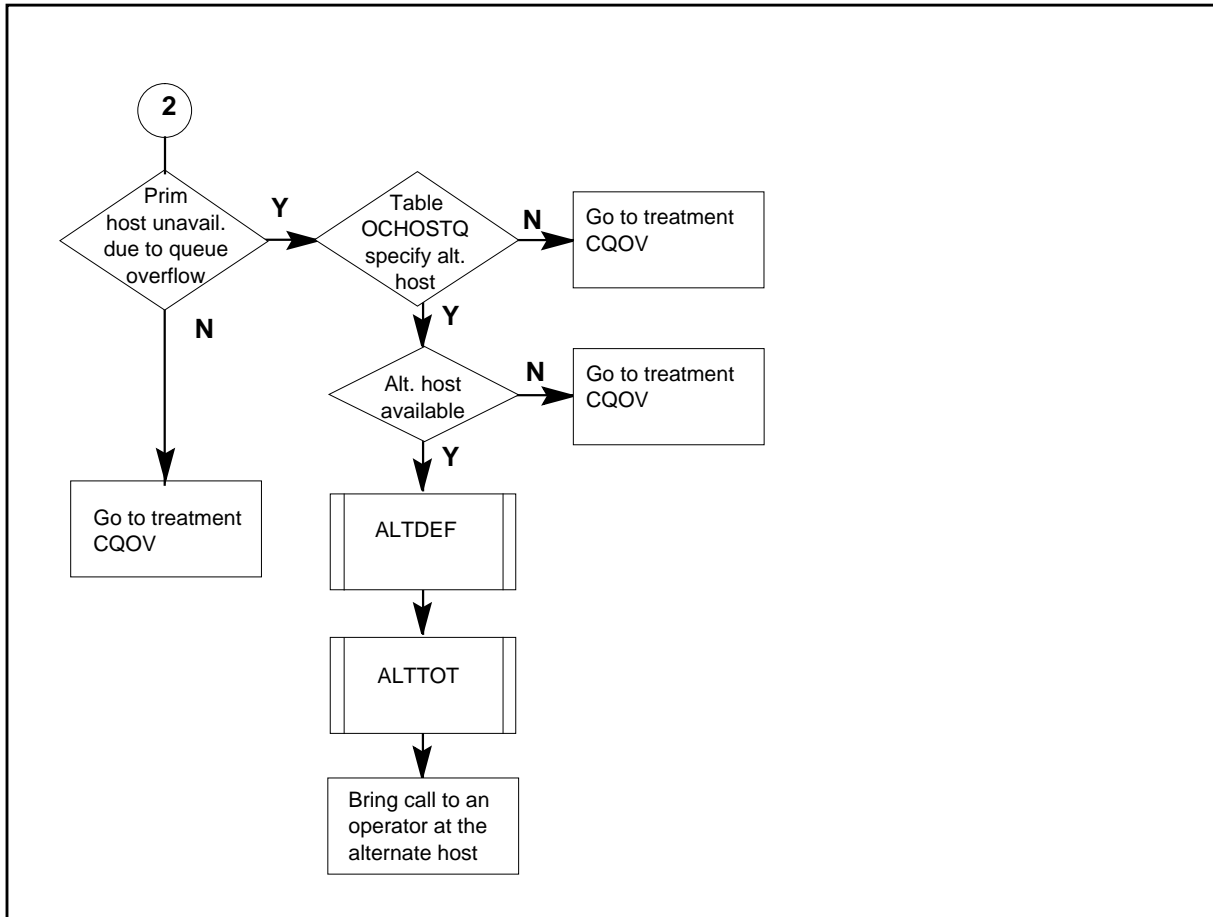 2
Prim
host unavail.
due to queue
overflow
Y
Table
OCHOSTQ
specify alt.
host
N
Go to treatment
CQOV
N
Y
Alt. host
available
N
Go to treatment
CQOV
Y
Go to treatment
CQOV
ALTDEF
ALTTOT
Bring call to an
operator at the
alternate host